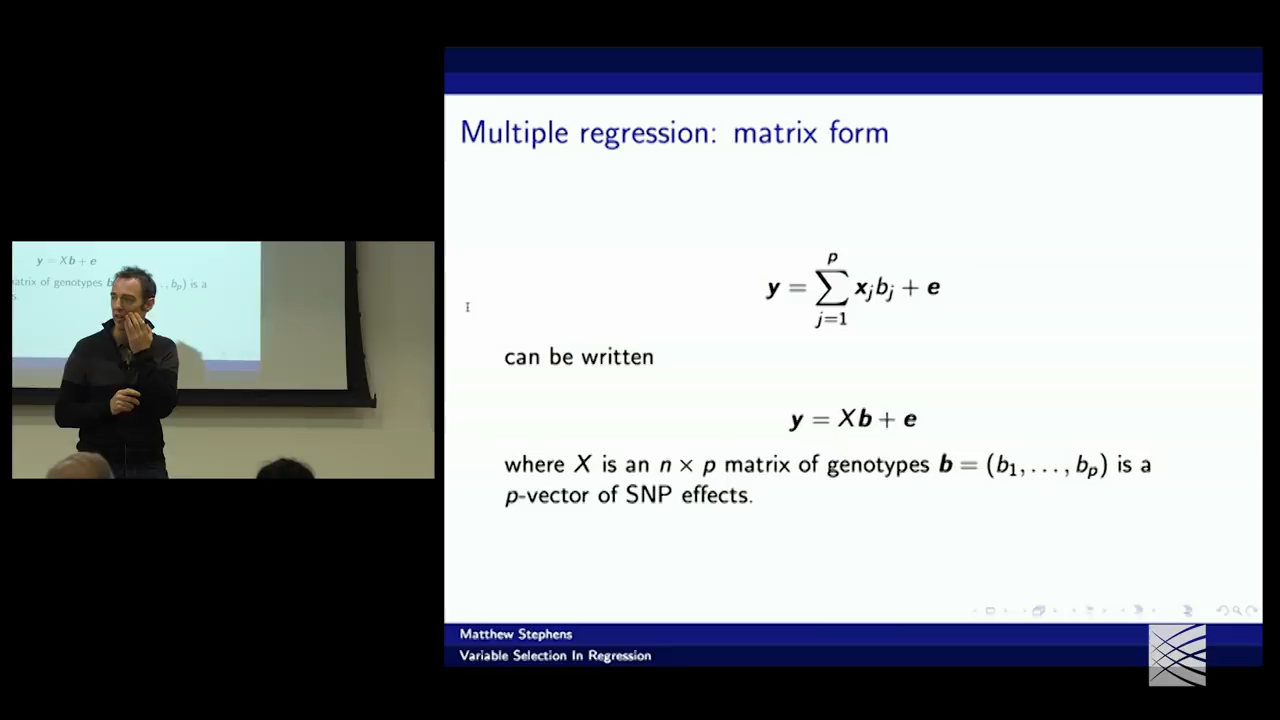 Multiple regression: matrix form
y = ∑_{j=1}^{p} x_j b_j + e
can be written
y = Xb + e
where X is an n × p matrix of genotypes b = (b_1, . . . , b_p) is a
p-vector of SNP effects.
Matthew Stephens
Variable Selection In Regression
y = Xb + e
atrix of genotypes b
, b_p) is a
s.